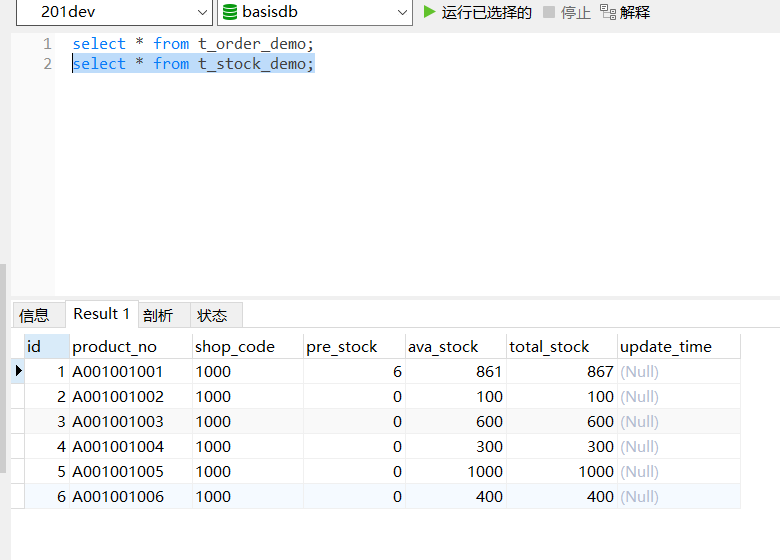 201dev basisdb 运行已选择的 停止 解释
1 select * from t_order_demo;
2 select * from t_stock_demo;
信息 Result 1 剖析 状态
id product_no shop_code pre_stock ava_stock total_stock update_time
1 A001001001 1000 6 861 867 (Null)
2 A001001002 1000 0 100 100 (Null)
3 A001001003 1000 0 600 600 (Null)
4 A001001004 1000 0 300 300 (Null)
5 A001001005 1000 0 1000 1000 (Null)
6 A001001006 1000 0 400 400 (Null)